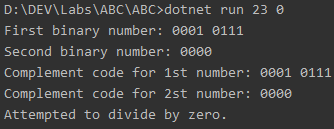 D:\DEV\Labs\ABC\ABC>dotnet run 23 0
First binary number: 0001 0111
Second binary number: 0000
Complement code for 1st number: 0001 0111
Complement code for 2st number: 0000
Attempted to divide by zero.